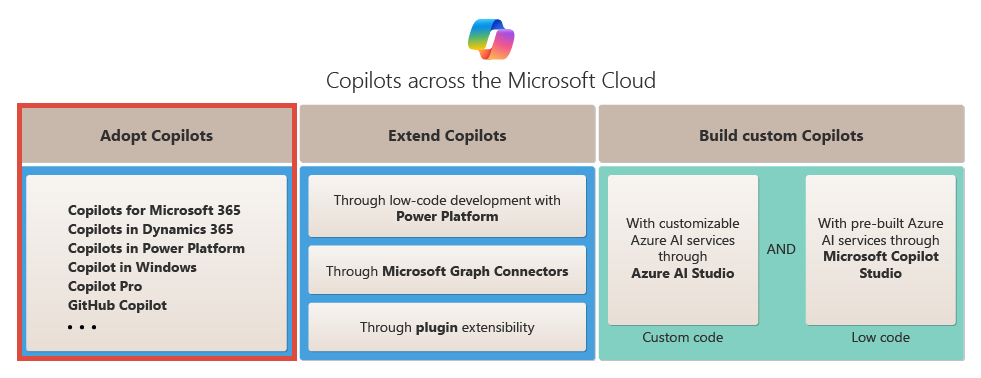 Copilots across the Microsoft Cloud
Adopt Copilots
Copilots for Microsoft 365
Copilots in Dynamics 365
Copilots in Power Platform
Copilot in Windows
Copilot Pro
GitHub Copilot
• • •
Extend Copilots
Through low-code development with
Power Platform
Through Microsoft Graph Connectors
Through plugin extensibility
Build custom Copilots
With customizable
Azure AI services
through
Azure AI Studio
Custom code
AND
With pre-built Azure
AI services through
Microsoft Copilot
Studio
Low code